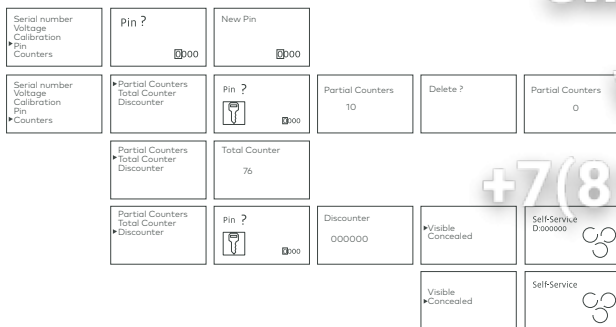 Serial number
Voltage
Calibration
Pin
Counters
Pin ?
0000
New Pin
0000
Serial number
Voltage
Calibration
Pin
Counters
Partial Counters
Total Counter
Discounter
Pin ?
0000
Partial Counters
10
Delete ?
Partial Counters
0
Partial Counters
Total Counter
Discounter
Total Counter
76
+7(8
Partial Counters
Total Counter
Discounter
Pin ?
0000
Discounter
000000
Visible
Concealed
Self-Service
D:000000
Visible
Concealed
Self-Service